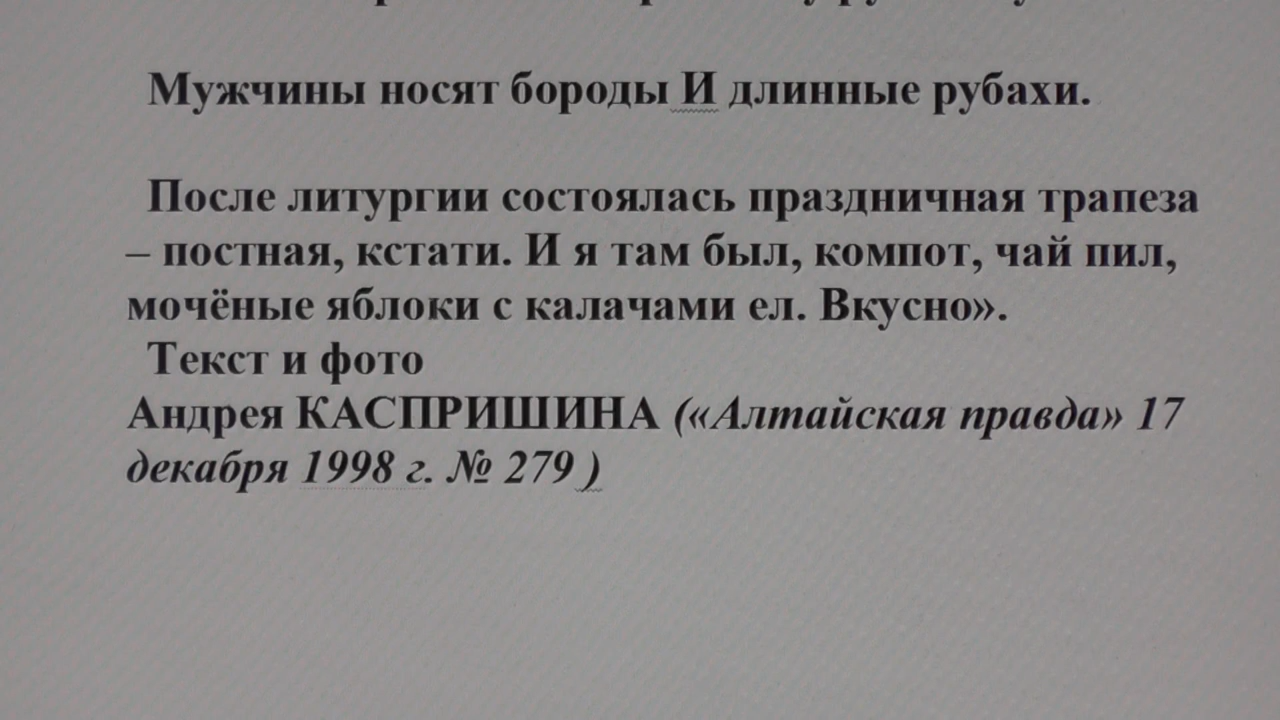 Мужчины носят бороды И длинные рубахи.
После литургии состоялась праздничная трапеза
– постная, кстати. И я там был, компот, чай пил,
мочёные яблоки с калачами ел. Вкусно».
Текст и фото
Андрея КАСПРИШИНА («Алтайская правда» 17
декабря 1998 г. № 279 )